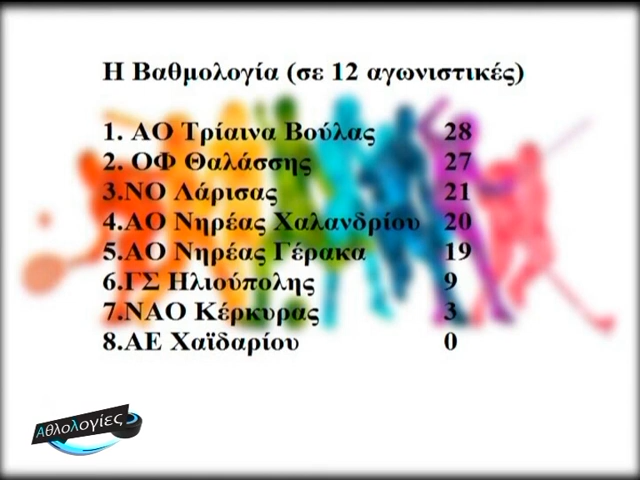 Η Βαθμολογία (σε 12 αγωνιστικές)
1. ΑΟ Τρίαινα Βούλας 28
2. ΟΦ Θαλάσσης 27
3.ΝΟ Λάρισας 21
4.ΑΟ Νηρέας Χαλανδρίου 20
5.ΑΟ Νηρέας Γέρακα 19
6.ΓΣ Ηλιούπολης 9
7.ΝΑΟ Κέρκυρας 3
8.ΑΕ Χαϊδαρίου 0
Αθλολογίες